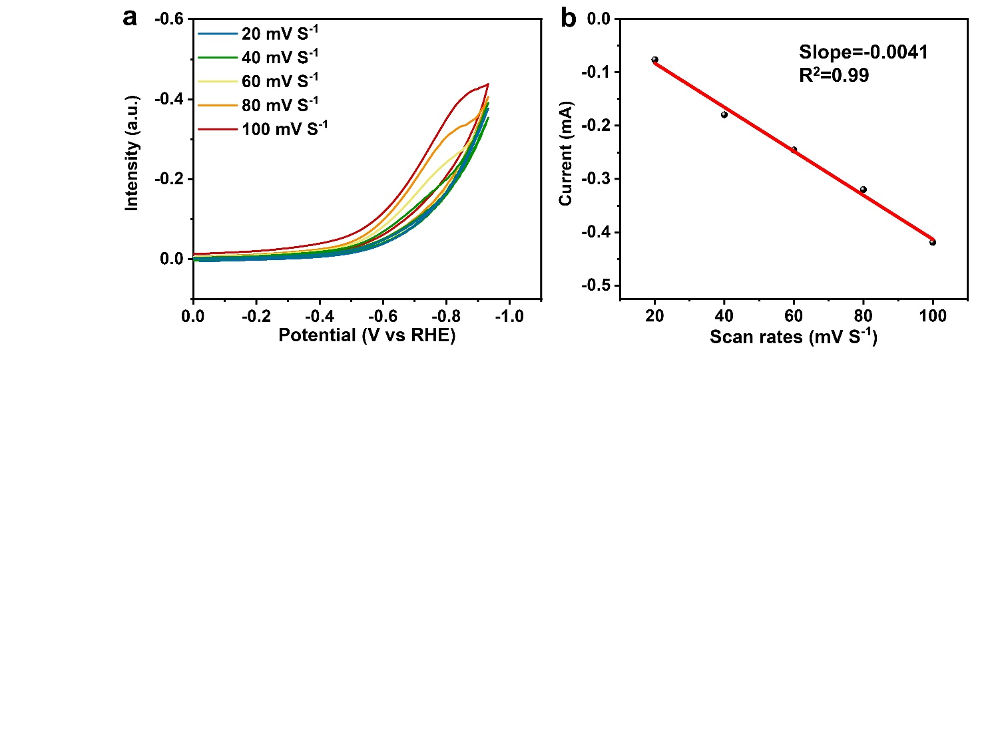 a
-0.6
-0.4
-0.2
0.0
Intensity (a.u.)
20 mV S⁻¹
40 mV S⁻¹
60 mV S⁻¹
80 mV S⁻¹
100 mV S⁻¹
0.0 -0.2 -0.4 -0.6 -0.8 -1.0
Potential (V vs RHE)
b
0.0
-0.1
-0.2
-0.3
-0.4
-0.5
Current (mA)
Slope=-0.0041
R²=0.99
20 40 60 80 100
Scan rates (mV S⁻¹)